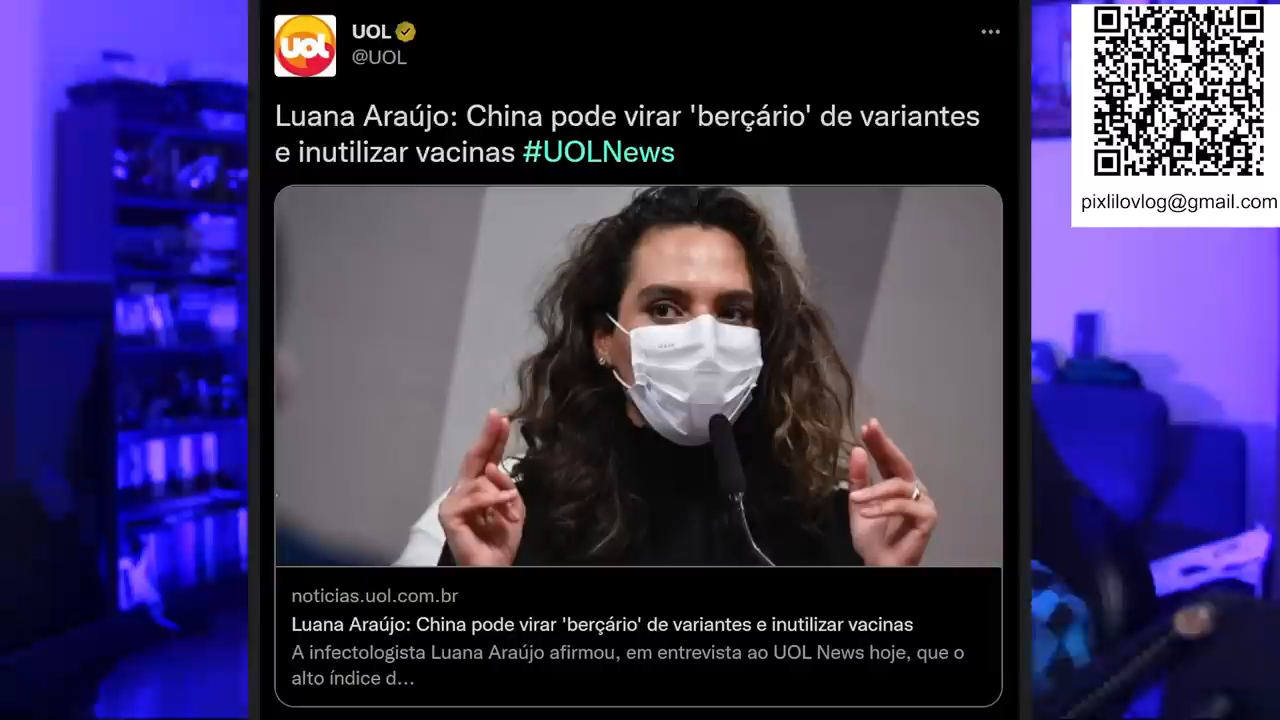 uol
UOL
@UOL
Luana Araújo: China pode virar 'berçário' de variantes
e inutilizar vacinas #UOLNews
noticias.uol.com.br
Luana Araújo: China pode virar 'berçário' de variantes e inutilizar vacinas
A infectologista Luana Araújo afirmou, em entrevista ao UOL News hoje, que o
alto índice d...
pixlilovlog@gmail.com